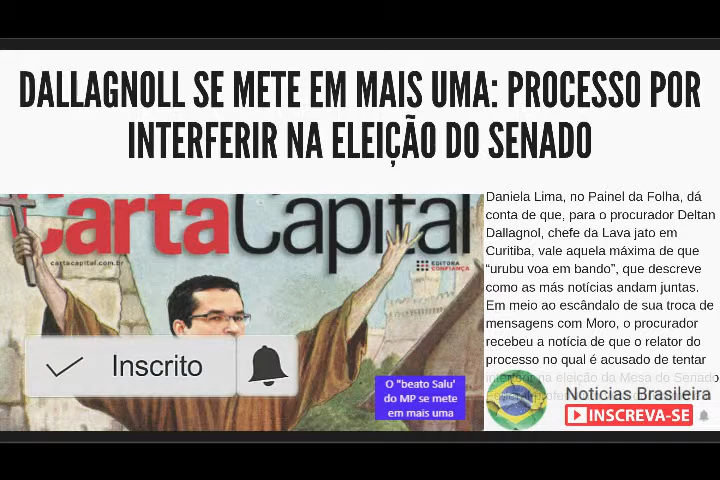 DALLAGNOLL SE METE EM MAIS UMA: PROCESSO POR
INTERFERIR NA ELEIÇÃO DO SENADO
CartaCapital
cartacapital.com.br
EDITORA
CONFIANÇA
Inscrito
O "beato Salu'
do MP se mete
em mais uma
Daniela Lima, no Painel da Folha, dá
conta de que, para o procurador Deltan
Dallagnol, chefe da Lava jato em
Curitiba, vale aquela máxima de que
“urubu voa em bando”, que descreve
como as más notícias andam juntas.
Em meio ao escândalo de sua troca de
mensagens com Moro, o procurador
recebeu a notícia de que o relator do
processo no qual é acusado de tentar
interferir na eleição da Mesa do Senado
Noticias Brasileira
INSCREVA-SE